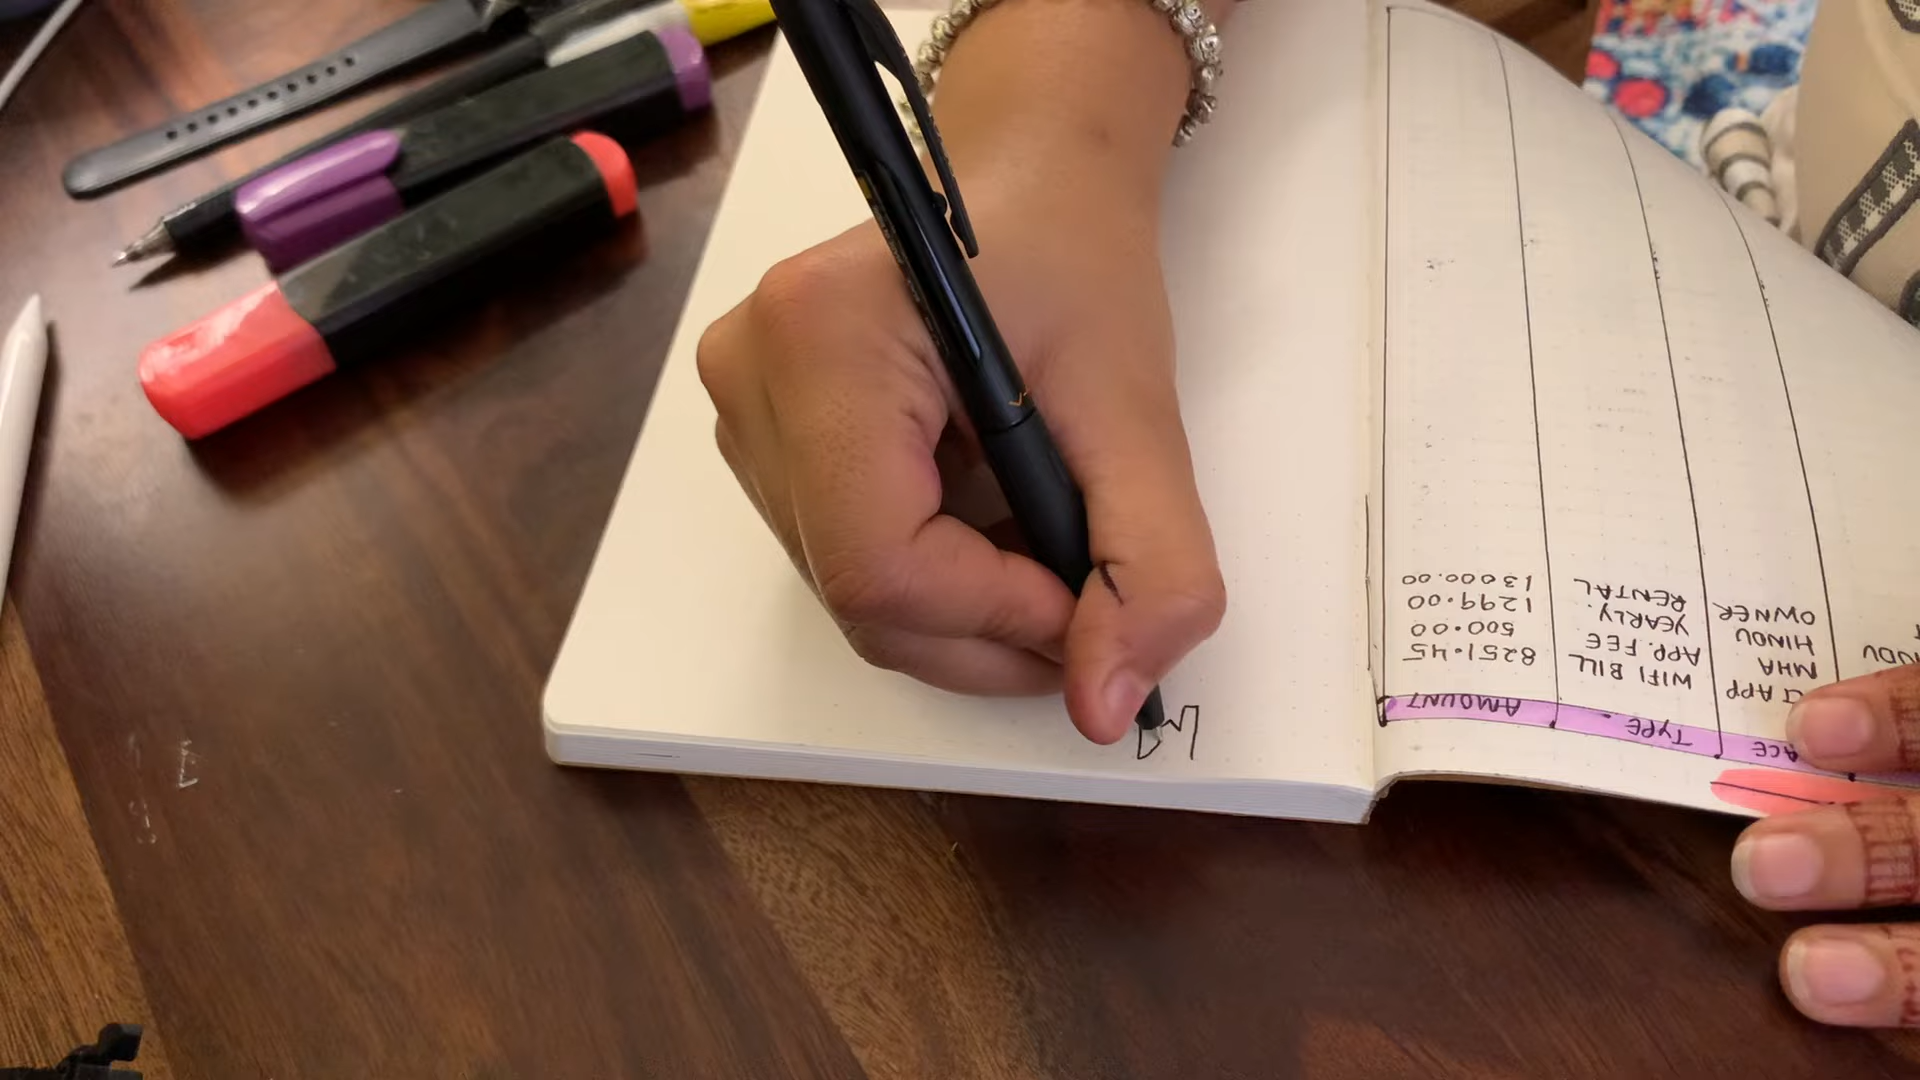 TYPE AMOUNT
APP WIFI BILL 8251.45
MHA APP. FEE 500.00
HINDU YEARLY. 1299.00
OWNER RENTAL 13000.00
M